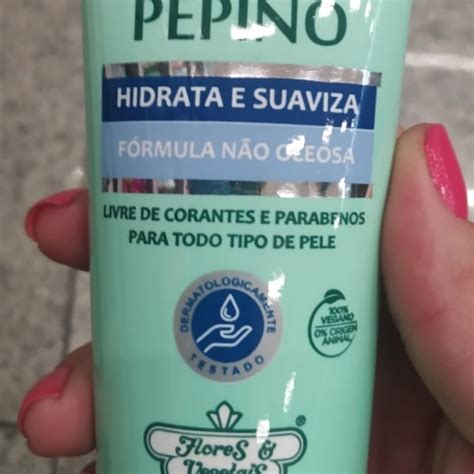 PEPINO
HIDRATA E SUAVIZA
FÓRMULA NÃO OLEOSA
LIVRE DE CORANTES E PARABENOS
PARA TODO TIPO DE PELE
DERMATOLOGICAMENTE
TESTADO
100%
VEGANO
0% ORIGEM
ANIMAL
Flores &
Vegetais
®